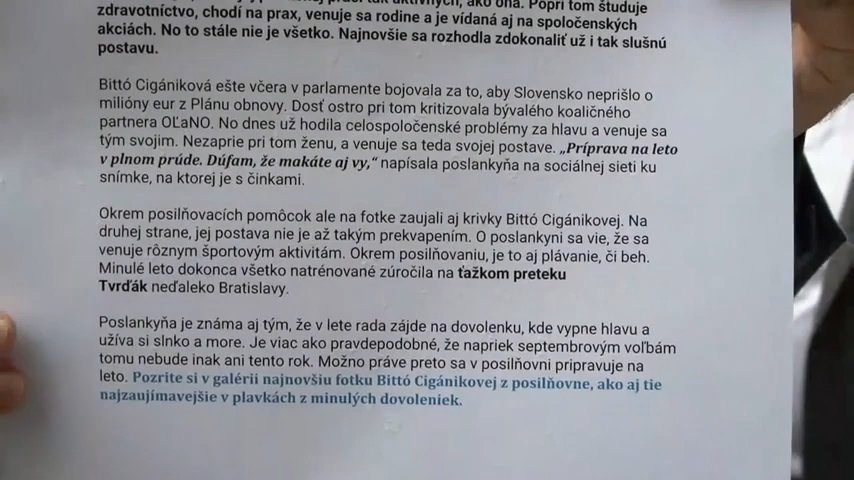 tak aktívnych, ako ona. Popri tom študuje
zdravotníctvo, chodí na prax, venuje sa rodine a je vídaná aj na spoločenských
akciách. No to stále nie je všetko. Najnovšie sa rozhodla zdokonaliť už i tak slušnú
postavu.
Bittó Cigániková ešte včera v parlamente bojovala za to, aby Slovensko neprišlo o
milióny eur z Plánu obnovy. Dosť ostro pri tom kritizovala bývalého koaličného
partnera OĽaNO. No dnes už hodila celospoločenské problémy za hlavu a venuje sa
tým svojim. Nezaprie pri tom ženu, a venuje sa teda svojej postave. „Príprava na leto
v plnom prúde. Dúfam, že makáte aj vy,“ napísala poslankyňa na sociálnej sieti ku
snímke, na ktorej je s činkami.
Okrem posilňovacích pomôcok ale na fotke zaujali aj krivky Bittó Cigánikovej. Na
druhej strane, jej postava nie je až takým prekvapením. O poslankyni sa vie, že sa
venuje rôznym športovým aktivitám. Okrem posilňovaniu, je to aj plávanie, či beh.
Minulé leto dokonca všetko natrénované zúročila na ťažkom preteku
Tvrďák neďaleko Bratislavy.
Poslankyňa je známa aj tým, že v lete rada zájde na dovolenku, kde vypne hlavu a
užíva si slnko a more. Je viac ako pravdepodobné, že napriek septembrovým voľbám
tomu nebude inak ani tento rok. Možno práve preto sa v posilňovni pripravuje na
leto. Pozrite si v galérii najnovšiu fotku Bittó Cigánikovej z posilňovne, ako aj tie
najzaujímavejšie v plavkách z minulých dovoleniek.